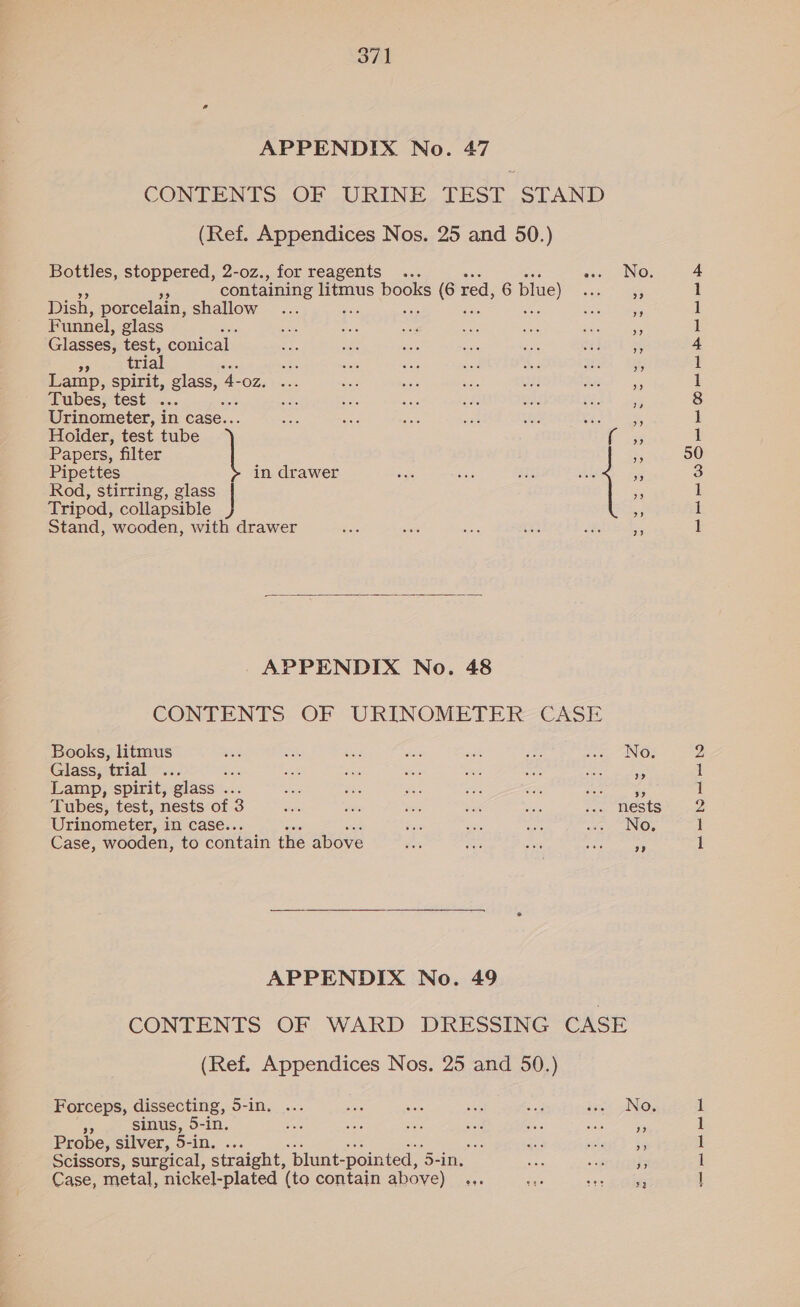 371
APPENDIX No. 47
CONTENTS OF URINE TEST STAND
(Ref. Appendices Nos. 25 and 50.)
Bottles, stoppered, 2-oz., for reagents ... ... ... ... No. 4
,, ,, containing litmus books (6 red, 6 blue) ... ,, 1
Dish, porcelain, shallow ... ... ... ... ... ... ,, 1
Funnel, glass ... ... ... ... ... ... ... ,, 1
Glasses, test, conical ... ... ... ... ... ... ,, 4
,, trial ... ... ... ... ... ... ... ,, 1
Lamp, spirit, glass, 4-oz. ... ... ... ... ... ... ,, 1
Tubes, test ... ... ... ... ... ... ... ... ,, 8
Urinometer, in case... ... ... ... ... ... ... ,, 1
Holder, test tube ,, 1
Papers, filter ,, 50
Pipettes } in drawer ... ... ... ... { ,, 3
Rod, stirring, glass ,, 1
Tripod, collapsible ,, 1
Stand, wooden, with drawer ... ... ... ... ... ,, 1
APPENDIX No. 48
CONTENTS OF URINOMETER CASE
Books, litmus ... ... ... ... ... ... ... No. 2
Glass, trial ... ... ... ... ... ... ... ... ,, 1
Lamp, spirit, glass ... ... ... ... ... ... ... ,, 1
Tubes, test, nests of 3 ... ... ... ... ... ... nests 2
Urinometer, in case... ... ... ... ... ... ... No. 1
Case, wooden, to contain the above ... ... ... ... ,, 1
APPENDIX No. 49
CONTENTS OF WARD DRESSING CASE
(Ref. Appendices Nos. 25 and 50.)
Forceps, dissecting, 5-in. ... ... ... ... ... ... No. 1
,, sinus, 5-in. ... ... ... ... ... ... ,, 1
Probe, silver, 5-in. ... ... ... ... ... ... ... ,, 1
Scissors, surgical, straight, blunt-pointed, 5-in. ... ... ,, 1
Case, metal, nickel-plated (to contain above) ... ... ... ,, 1